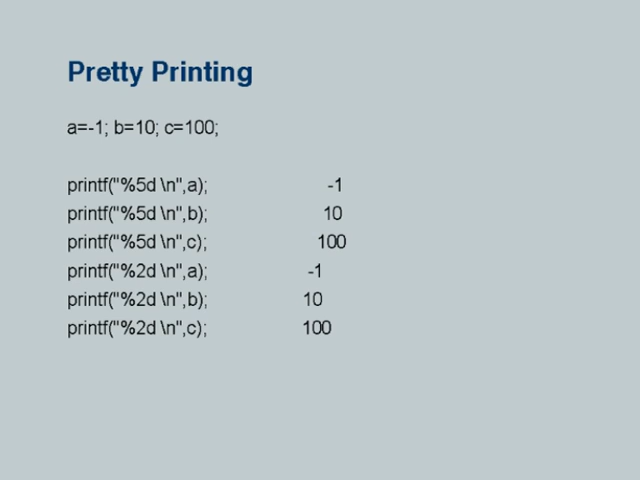 Pretty Printing
a=-1; b=10; c=100;
printf("%5d \n",a); -1
printf("%5d \n",b); 10
printf("%5d \n",c); 100
printf("%2d \n",a); -1
printf("%2d \n",b); 10
printf("%2d \n",c); 100